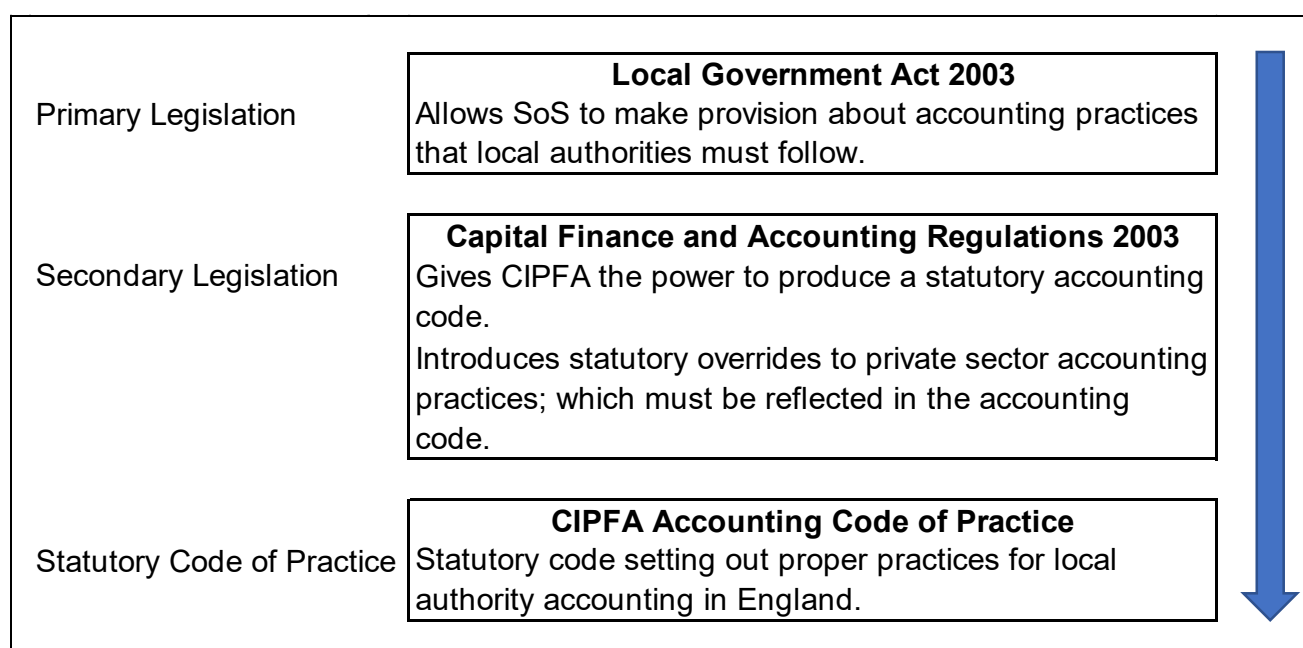 Local Government Act 2003
Primary Legislation
Allows SoS to make provision about accounting practices
that local authorities must follow.
Capital Finance and Accounting Regulations 2003
Secondary Legislation
Gives CIPFA the power to produce a statutory accounting
code.
Introduces statutory overrides to private sector accounting
practices; which must be reflected in the accounting
code.
CIPFA Accounting Code of Practice
Statutory Code of Practice
Statutory code setting out proper practices for local
authority accounting in England.